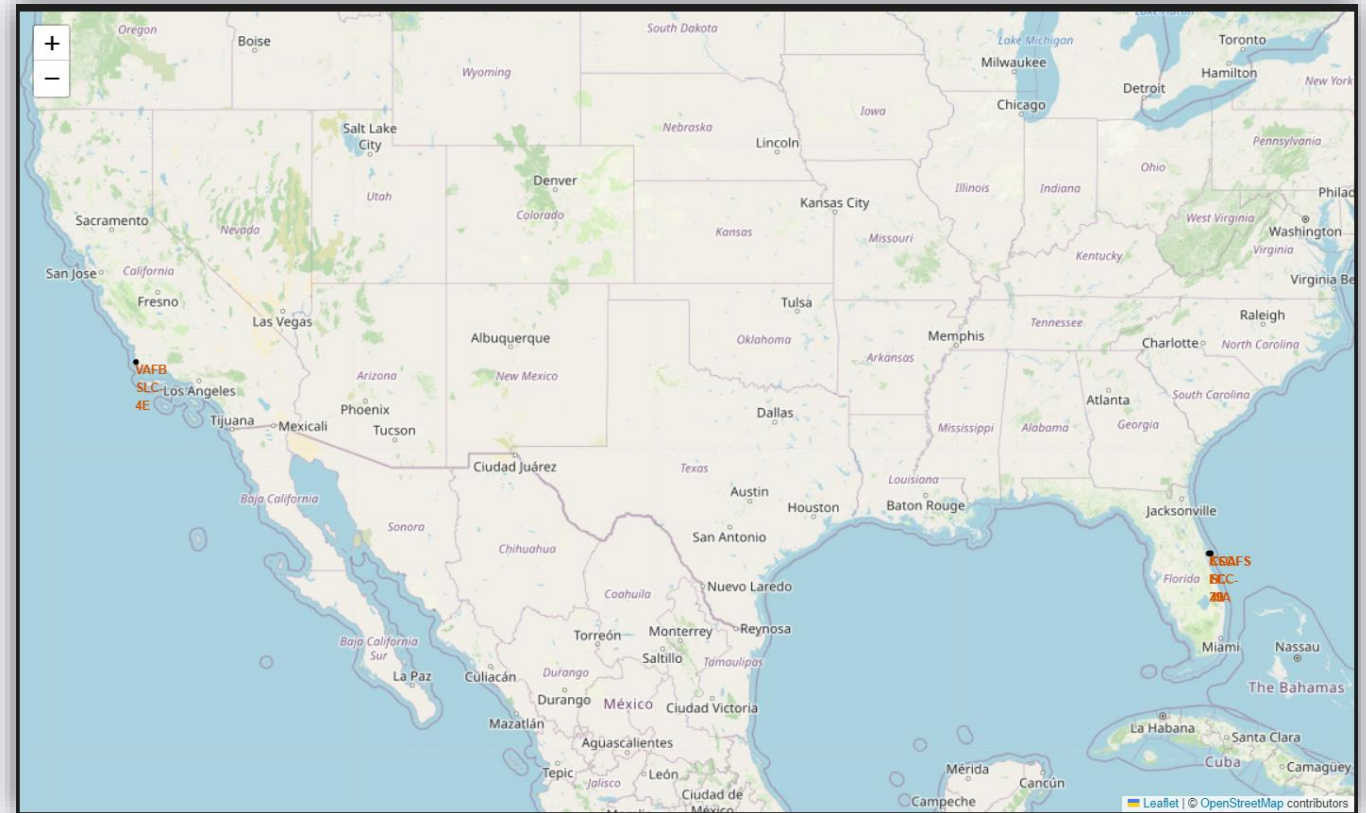 +
−
Oregon
Boise
South Dakota
Lake Michigan
Toronto
Wyoming
Milwaukee
Hamilton
New York
Detroit
Chicago
Iowa
Nebraska
Salt Lake
City
Lincoln
Pennsylvania
Ohio
Denver
Utah
Illinois
Indiana
Philad
Kansas City
Colorado
Sacramento
West Virginia
Nevada
Kansas
Missouri
Washington
Virginia
Kentucky
San Jose
California
Virginia Be
Fresno
Tulsa
Las Vegas
Raleigh
Tennessee
Albuquerque
Oklahoma
Memphis
Charlotte
North Carolina
Arkansas
VAFB
SLC-
4E
Los Angeles
Arizona
New Mexico
South Carolina
Atlanta
Phoenix
Dallas
Tijuana
Mexicali
Tucson
Mississippi
Alabama
Georgia
Ciudad Juárez
Texas
Louisiana
Austin
Baja California
Houston
Baton Rouge
Jacksonville
Sonora
San Antonio
Chihuahua
Florida
Nuevo Laredo
Coahuila
Torreón
Monterrey
Reynosa
Baja California
Sur
Saltillo
Tamaulipas
Miami
Nassau
La Paz
Culiacán
Durango
The Bahamas
Durango
México
Ciudad Victoria
Mazatlán
La Habana
Santa Clara
Aguascalientes
Cuba
Camagüey
Tepic
León
Jalisco
Mérida
Cancún
Ciudad de
México
Campeche
Leaflet | © OpenStreetMap contributors